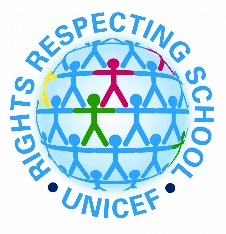 RIGHTS RESPECTING SCHOOL
UNICEF